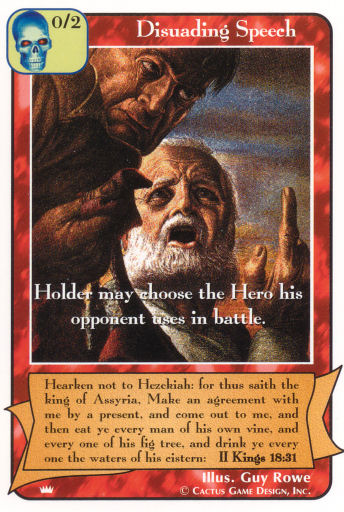 0/2
Disuading Speech
Holder may choose the Hero his
opponent uses in battle.
Hearken not to Hezekiah: for thus saith the
king of Assyria, Make an agreement with
me by a present, and come out to me, and
then eat ye every man of his own vine, and
every one of his fig tree, and drink ye every
one the waters of his cistern: II Kings 18:31
Illus. Guy Rowe
© Cactus Game Design, Inc.